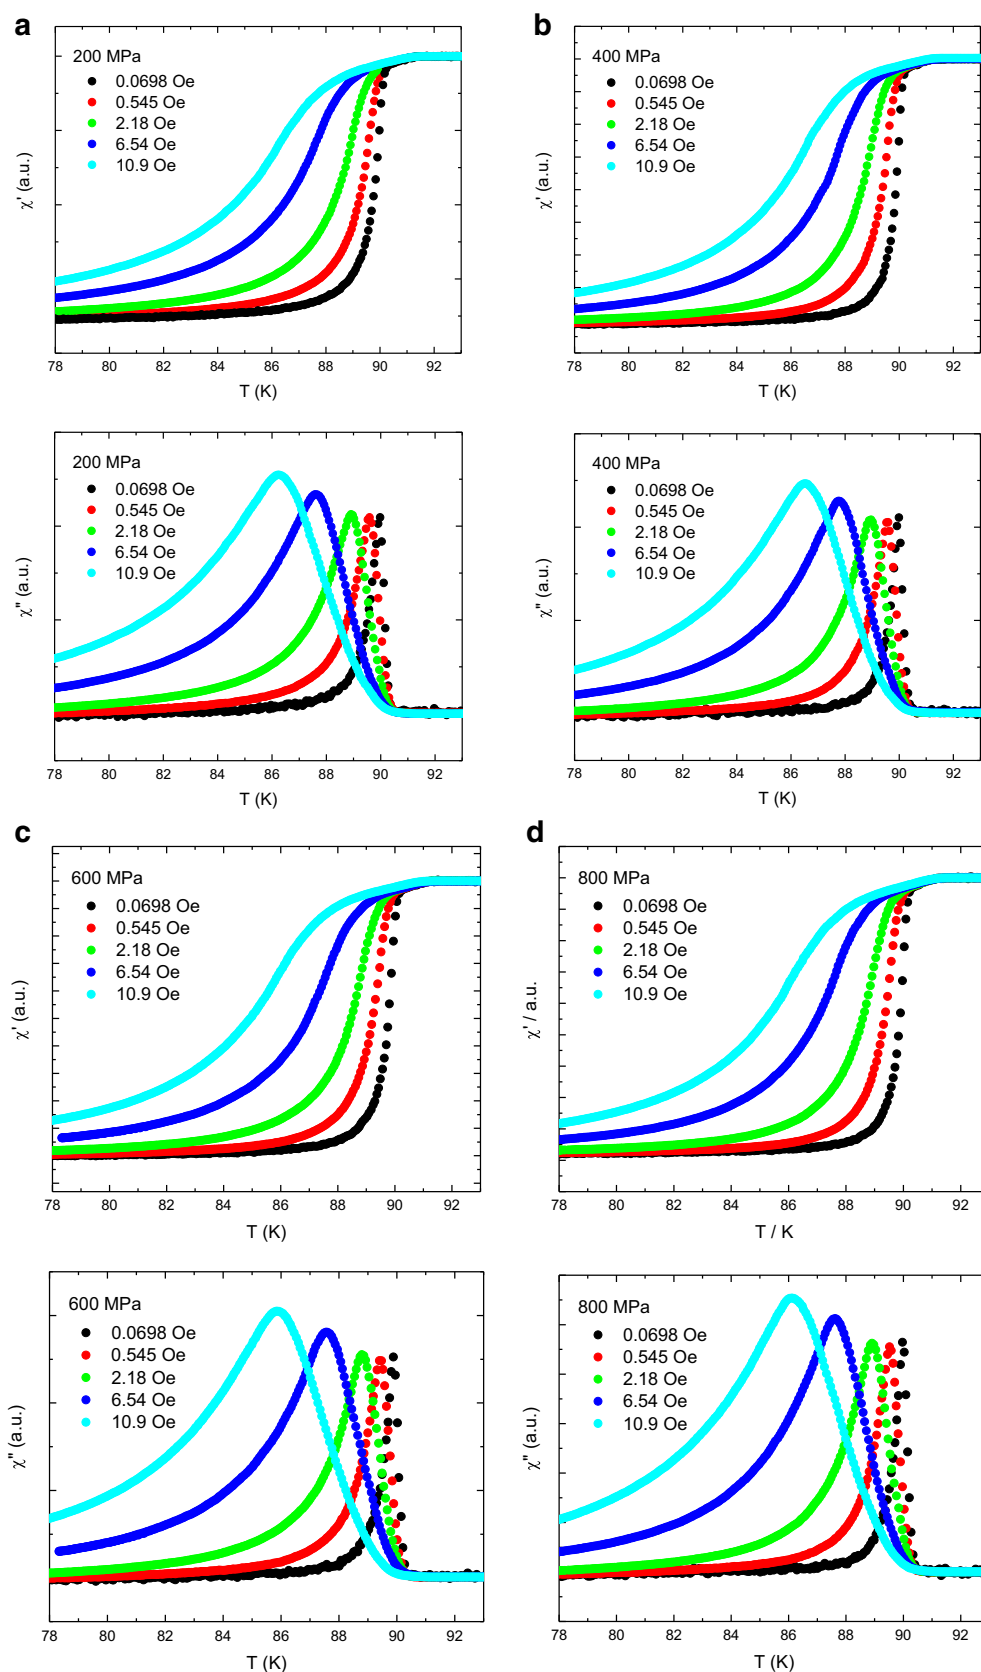 a
200 MPa
0.0698 Oe
0.545 Oe
2.18 Oe
6.54 Oe
10.9 Oe
χ' (a.u.)
78 80 82 84 86 88 90 92
T (K)
200 MPa
0.0698 Oe
0.545 Oe
2.18 Oe
6.54 Oe
10.9 Oe
χ" (a.u.)
78 80 82 84 86 88 90 92
T (K)
b
400 MPa
0.0698 Oe
0.545 Oe
2.18 Oe
6.54 Oe
10.9 Oe
χ' (a.u.)
78 80 82 84 86 88 90 92
T (K)
400 MPa
0.0698 Oe
0.545 Oe
2.18 Oe
6.54 Oe
10.9 Oe
χ" (a.u.)
78 80 82 84 86 88 90 92
T (K)
c
600 MPa
0.0698 Oe
0.545 Oe
2.18 Oe
6.54 Oe
10.9 Oe
χ' (a.u.)
78 80 82 84 86 88 90 92
T (K)
600 MPa
0.0698 Oe
0.545 Oe
2.18 Oe
6.54 Oe
10.9 Oe
χ" (a.u.)
78 80 82 84 86 88 90 92
T (K)
d
800 MPa
0.0698 Oe
0.545 Oe
2.18 Oe
6.54 Oe
10.9 Oe
χ' / a.u.
78 80 82 84 86 88 90 92
T / K
800 MPa
0.0698 Oe
0.545 Oe
2.18 Oe
6.54 Oe
10.9 Oe
χ" (a.u.)
78 80 82 84 86 88 90 92
T (K)